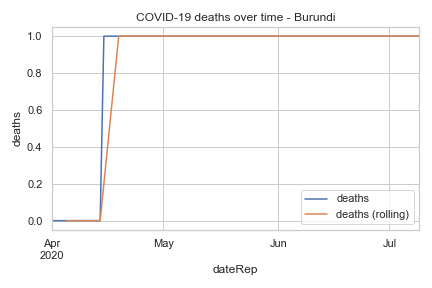 COVID-19 deaths over time - Burundi
deaths
1.0
0.8
0.6
0.4
0.2
0.0
deaths
deaths (rolling)
Apr
2020
May
Jun
Jul
dateRep